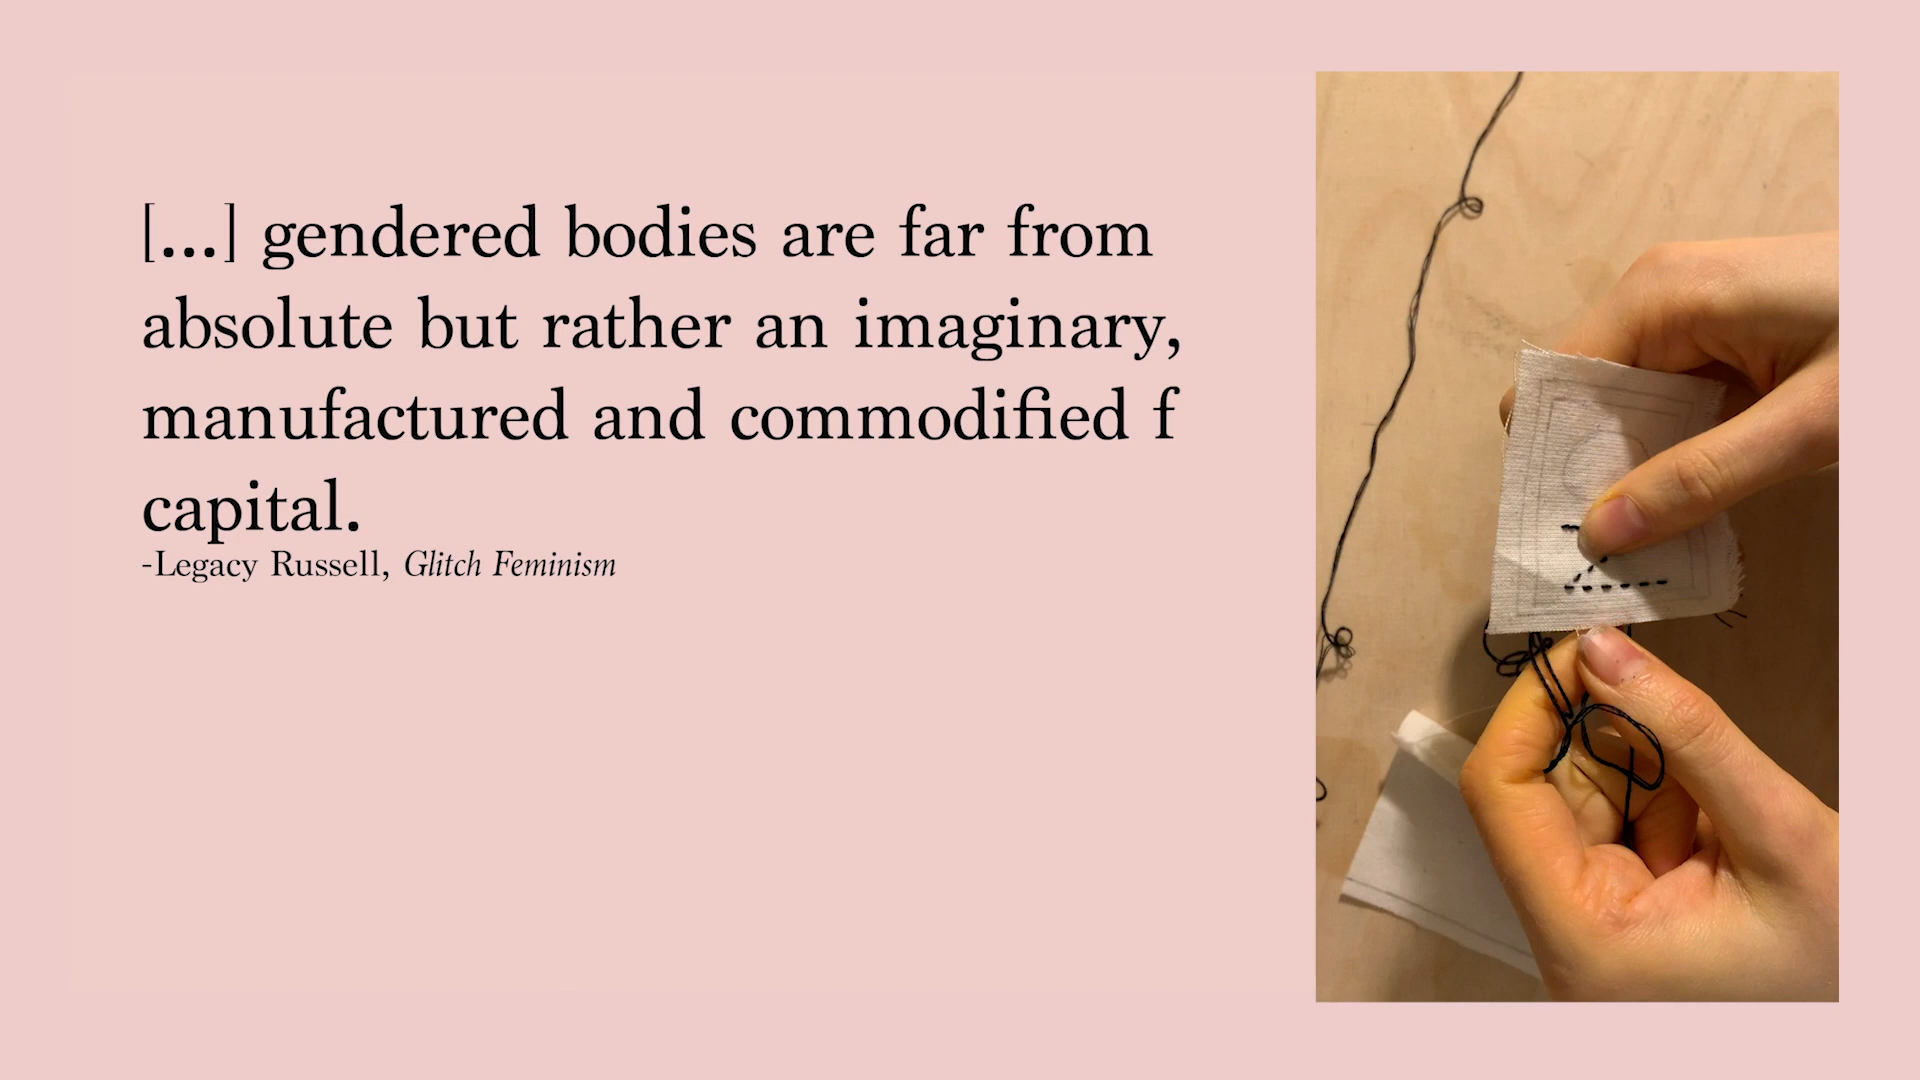 [...] gendered bodies are far from
absolute but rather an imaginary,
manufactured and commodified f
capital.
-Legacy Russell, Glitch Feminism